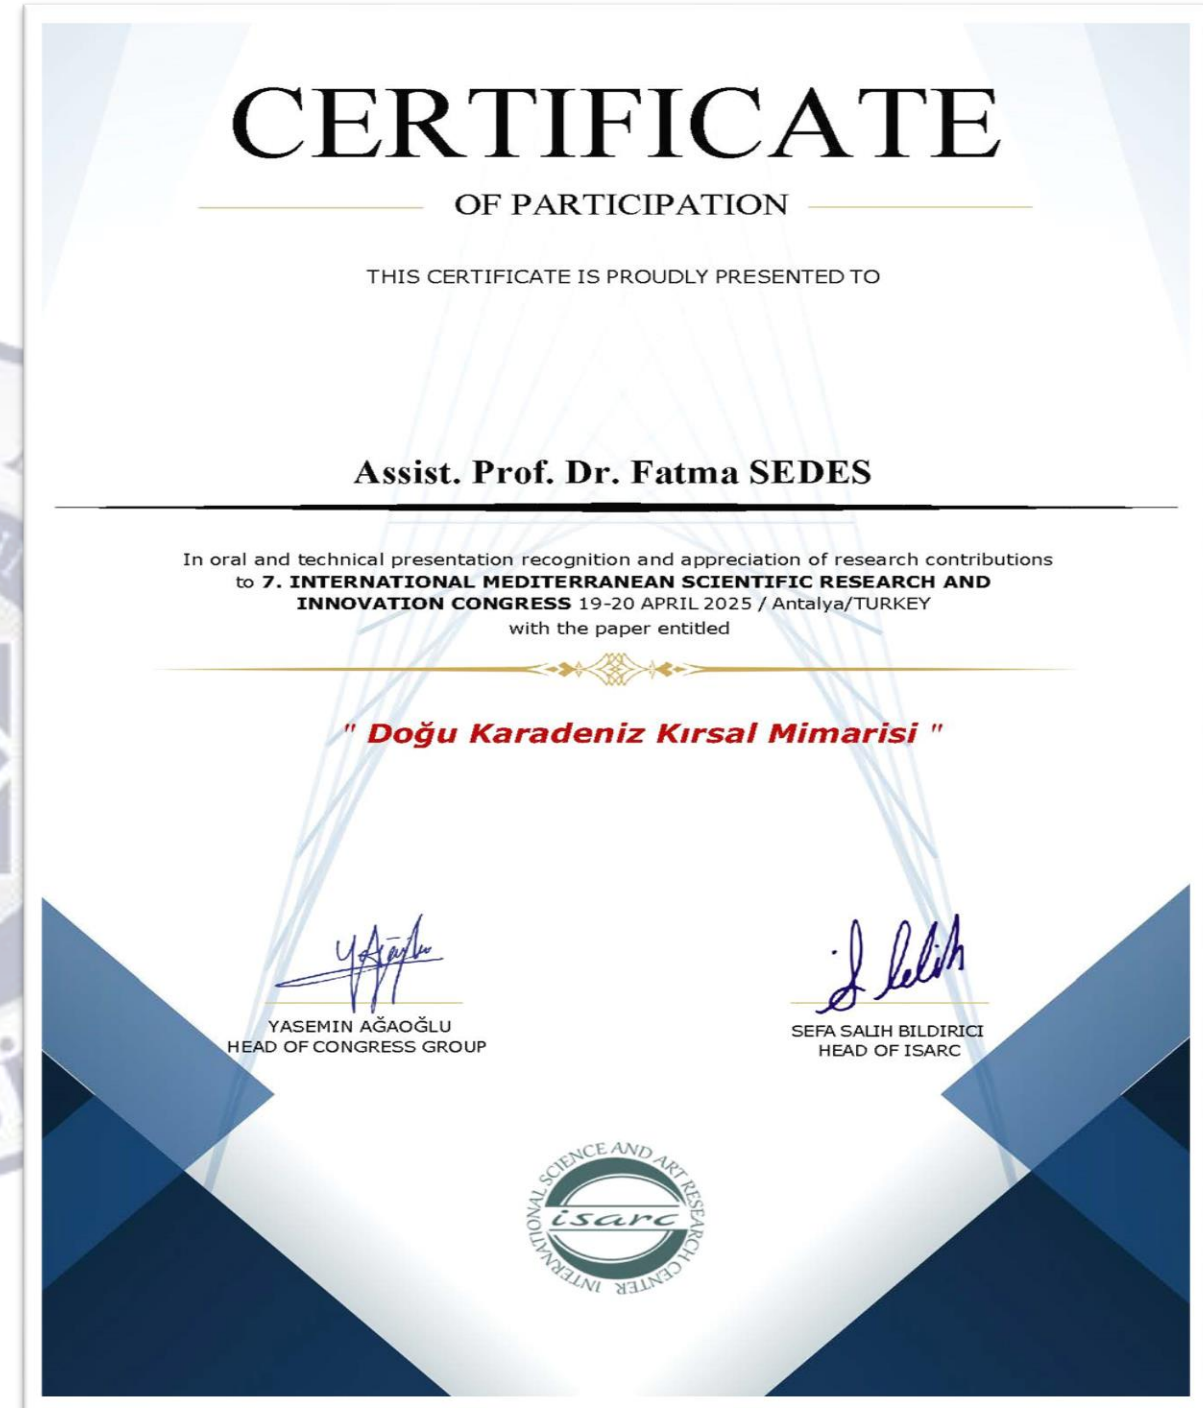 CERTIFICATE
OF PARTICIPATION
THIS CERTIFICATE IS PROUDLY PRESENTED TO
Assist. Prof. Dr. Fatma SEDES
In oral and technical presentation recognition and appreciation of research contributions
to 7. INTERNATIONAL MEDITERRANEAN SCIENTIFIC RESEARCH AND
INNOVATION CONGRESS 19-20 APRIL 2025 / Antalya/TURKEY
with the paper entitled
" Doğu Karadeniz Kırsal Mimarisi "
YASEMIN AĞAOĞLU
HEAD OF CONGRESS GROUP
SEFA SALIH BILDIRICI
HEAD OF ISARC
INTERNATIONAL SCIENCE AND ART RESEARCH CENTER
isarc